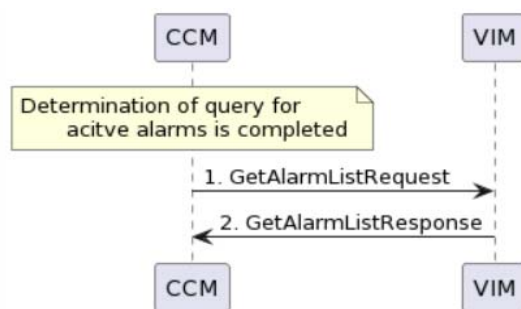 CCM VIM
Determination of query for
acitve alarms is completed
1. GetAlarmListRequest
2. GetAlarmListResponse
CCM VIM